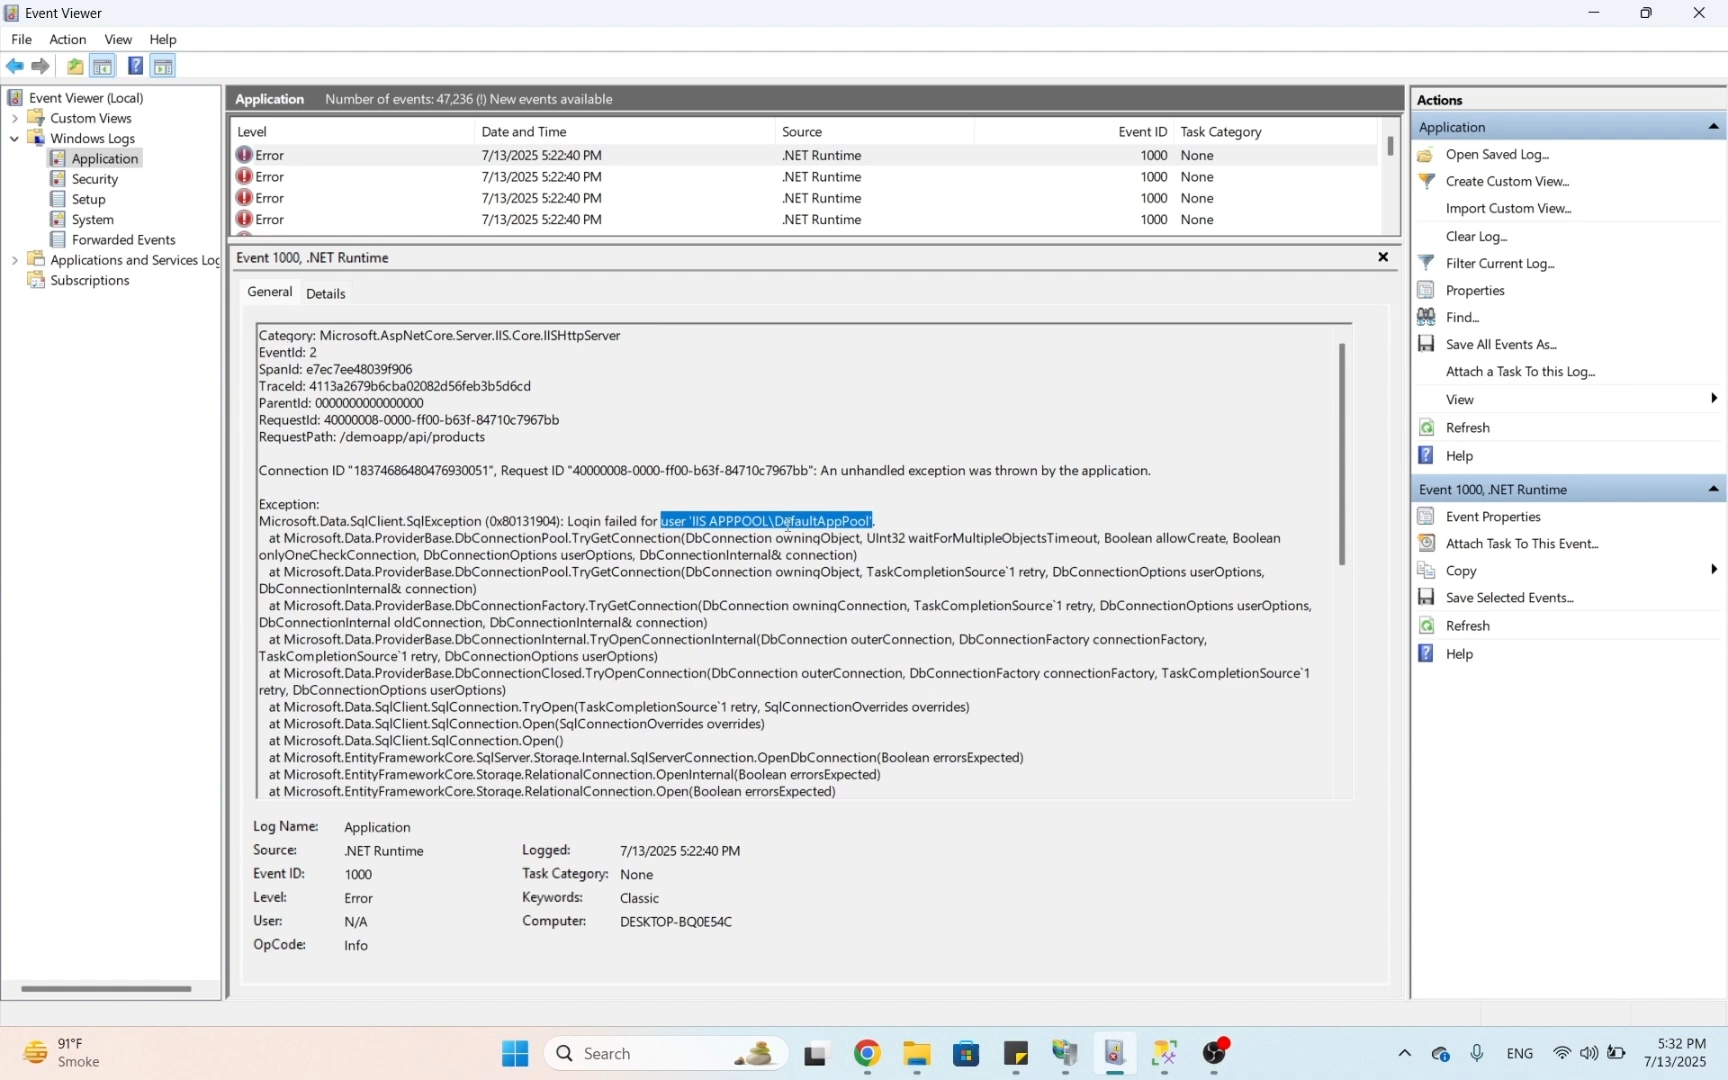 Event Viewer
File Action View Help
Event Viewer (Local)
Custom Views
Windows Logs
Application
Security
Setup
System
Forwarded Events
Applications and Services Log
Subscriptions
Application Number of events: 47,236 (!) New events available
Level Date and Time Source Event ID Task Category
Error 7/13/2025 5:22:40 PM .NET Runtime 1000 None
Error 7/13/2025 5:22:40 PM .NET Runtime 1000 None
Error 7/13/2025 5:22:40 PM .NET Runtime 1000 None
Error 7/13/2025 5:22:40 PM .NET Runtime 1000 None
Event 1000, .NET Runtime
General Details
Category: Microsoft.AspNetCore.Server.IIS.Core.IISHttpServer
EventId: 2
SpanId: e7ec7ee48039f906
TraceId: 4113a2679b6cba02082d56feb3b5d6cd
ParentId: 0000000000000000
RequestId: 40000008-0000-ff00-b63f-84710c7967bb
RequestPath: /demoapp/api/products
Connection ID "18374686480476930051", Request ID "40000008-0000-ff00-b63f-84710c7967bb": An unhandled exception was thrown by the application.
Exception:
Microsoft.Data.SqlClient.SqlException (0x80131904): Login failed for user 'IIS APPPOOL\DefaultAppPool'.
at Microsoft.Data.ProviderBase.DbConnectionPool.TryGetConnection(DbConnection owningObject, UInt32 waitForMultipleObjectsTimeout, Boolean allowCreate, Boolean
onlyOneCheckConnection, DbConnectionOptions userOptions, DbConnectionInternal& connection)
at Microsoft.Data.ProviderBase.DbConnectionPool.TryGetConnection(DbConnection owningObject, TaskCompletionSource`1 retry, DbConnectionOptions userOptions,
DbConnectionInternal& connection)
at Microsoft.Data.ProviderBase.DbConnectionFactory.TryGetConnection(DbConnection owningConnection, TaskCompletionSource`1 retry, DbConnectionOptions userOptions,
DbConnectionInternal oldConnection, DbConnectionInternal& connection)
at Microsoft.Data.ProviderBase.DbConnectionInternal.TryOpenConnectionInternal(DbConnection outerConnection, DbConnectionFactory connectionFactory,
TaskCompletionSource`1 retry, DbConnectionOptions userOptions)
at Microsoft.Data.ProviderBase.DbConnectionClosed.TryOpenConnection(DbConnection outerConnection, DbConnectionFactory connectionFactory, TaskCompletionSource`1
retry, DbConnectionOptions userOptions)
at Microsoft.Data.SqlClient.SqlConnection.TryOpen(TaskCompletionSource`1 retry, SqlConnectionOverrides overrides)
at Microsoft.Data.SqlClient.SqlConnection.Open(SqlConnectionOverrides overrides)
at Microsoft.Data.SqlClient.SqlConnection.Open()
at Microsoft.EntityFrameworkCore.SqlServer.Storage.Internal.SqlServerConnection.OpenDbConnection(Boolean errorsExpected)
at Microsoft.EntityFrameworkCore.Storage.RelationalConnection.OpenInternal(Boolean errorsExpected)
at Microsoft.EntityFrameworkCore.Storage.RelationalConnection.Open(Boolean errorsExpected)
Log Name: Application
Source: .NET Runtime Logged: 7/13/2025 5:22:40 PM
Event ID: 1000 Task Category: None
Level: Error Keywords: Classic
User: N/A Computer: DESKTOP-BQ0E54C
OpCode: Info
Actions
Application
Open Saved Log...
Create Custom View...
Import Custom View...
Clear Log...
Filter Current Log...
Properties
Find...
Save All Events As...
Attach a Task To this Log...
View
Refresh
Help
Event 1000, .NET Runtime
Event Properties
Attach Task To This Event...
Copy
Save Selected Events...
Refresh
Help
91°F
Smoke
Search
ENG
5:32 PM
7/13/2025